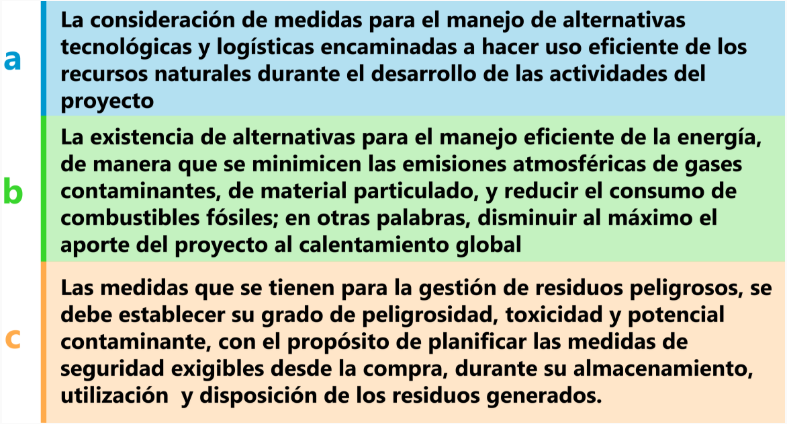 a
La consideración de medidas para el manejo de alternativas
tecnológicas y logísticas encaminadas a hacer uso eficiente de los
recursos naturales durante el desarrollo de las actividades del
proyecto
b
La existencia de alternativas para el manejo eficiente de la energía,
de manera que se minimicen las emisiones atmosféricas de gases
contaminantes, de material particulado, y reducir el consumo de
combustibles fósiles; en otras palabras, disminuir al máximo el
aporte del proyecto al calentamiento global
c
Las medidas que se tienen para la gestión de residuos peligrosos, se
debe establecer su grado de peligrosidad, toxicidad y potencial
contaminante, con el propósito de planificar las medidas de
seguridad exigibles desde la compra, durante su almacenamiento,
utilización y disposición de los residuos generados.